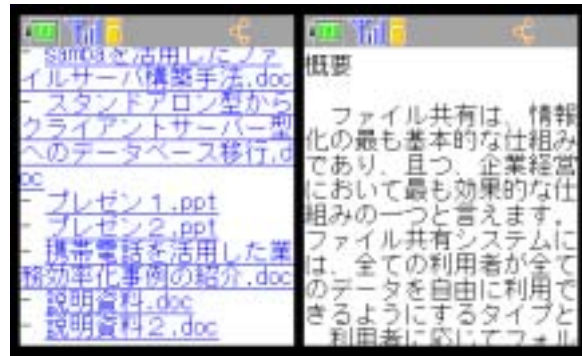 - sambaを活用したファ
イルサーバ構築手法.doc
- スタンドアロン型から
クライアントサーバー型
へのデータベース移行.d
oc
- プレゼン1.ppt
- プレゼン2.ppt
- 携帯電話を活用した業
務効率化事例の紹介.doc
- 説明資料.doc
- 説明資料2.doc
概要
ファイル共有は、情報
化の最も基本的な仕組み
であり、且つ、企業経営
において最も効果的な仕
組みの一つと言えます。
ファイル共有システムに
は、全ての利用者が全て
のデータを自由に利用で
きるようにするタイプと
利用者に応じてフォル